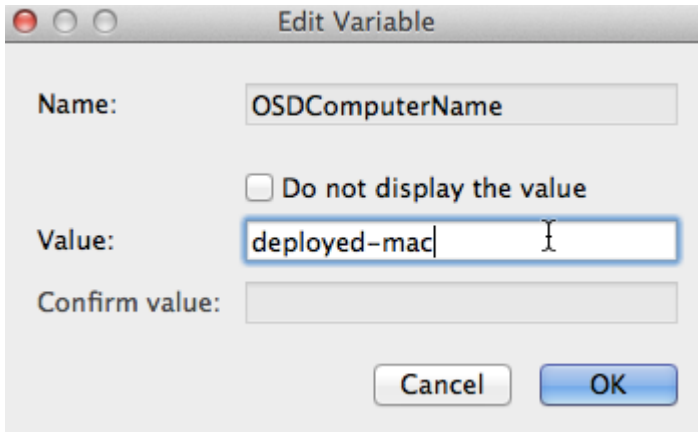 Edit Variable
Name: OSDComputerName
Do not display the value
Value: deployed-mac
Confirm value:
Cancel OK